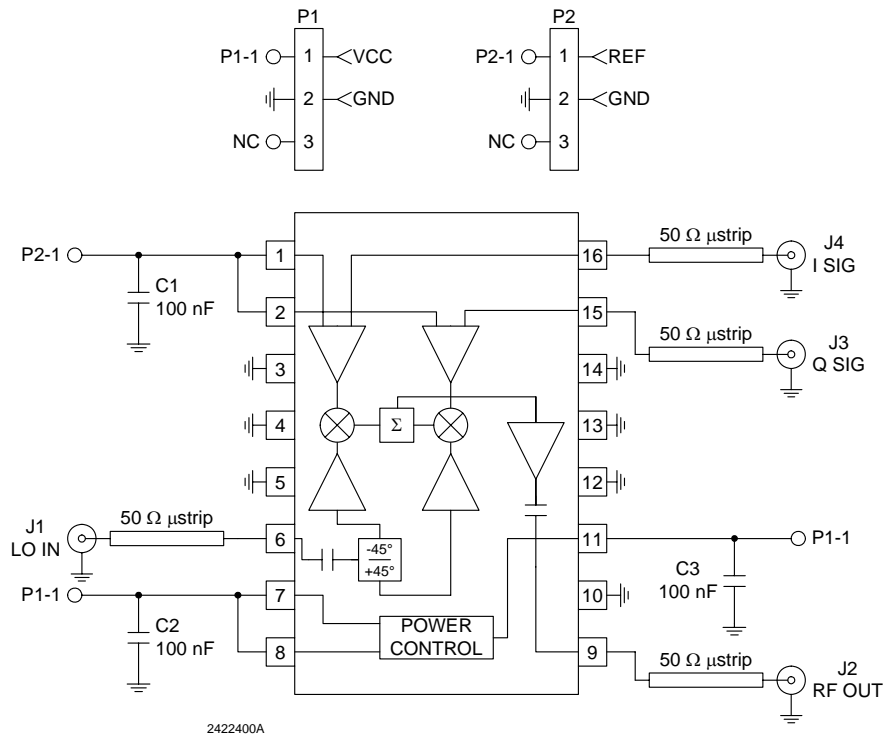 P1
P2
P1-1 1 VCC
P2-1 1 REF
2 GND
2 GND
NC 3
NC 3
P2-1
1
16
50 Ω μstrip
J4
I SIG
C1
100 nF
2
15
50 Ω μstrip
J3
Q SIG
3
14
4
Σ
13
5
12
J1
LO IN
50 Ω μstrip
6
-45°
+45°
11
P1-1
P1-1
7
10
C3
100 nF
C2
100 nF
8
POWER
CONTROL
9
50 Ω μstrip
J2
RF OUT
2422400A